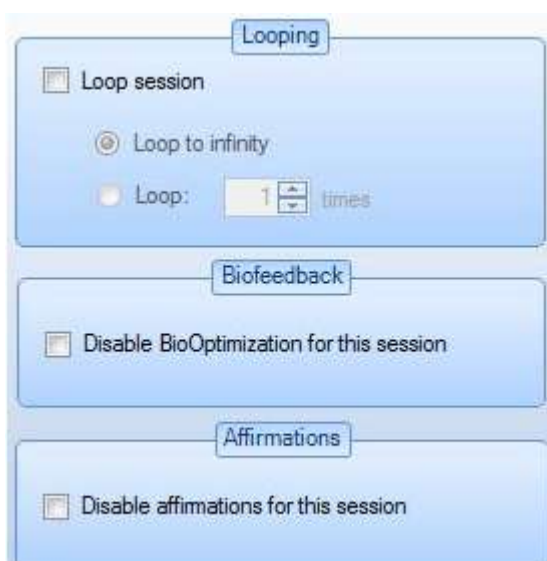 Looping
Loop session
Loop to infinity
Loop: 1 times
Biofeedback
Disable BioOptimization for this session
Affirmations
Disable affirmations for this session